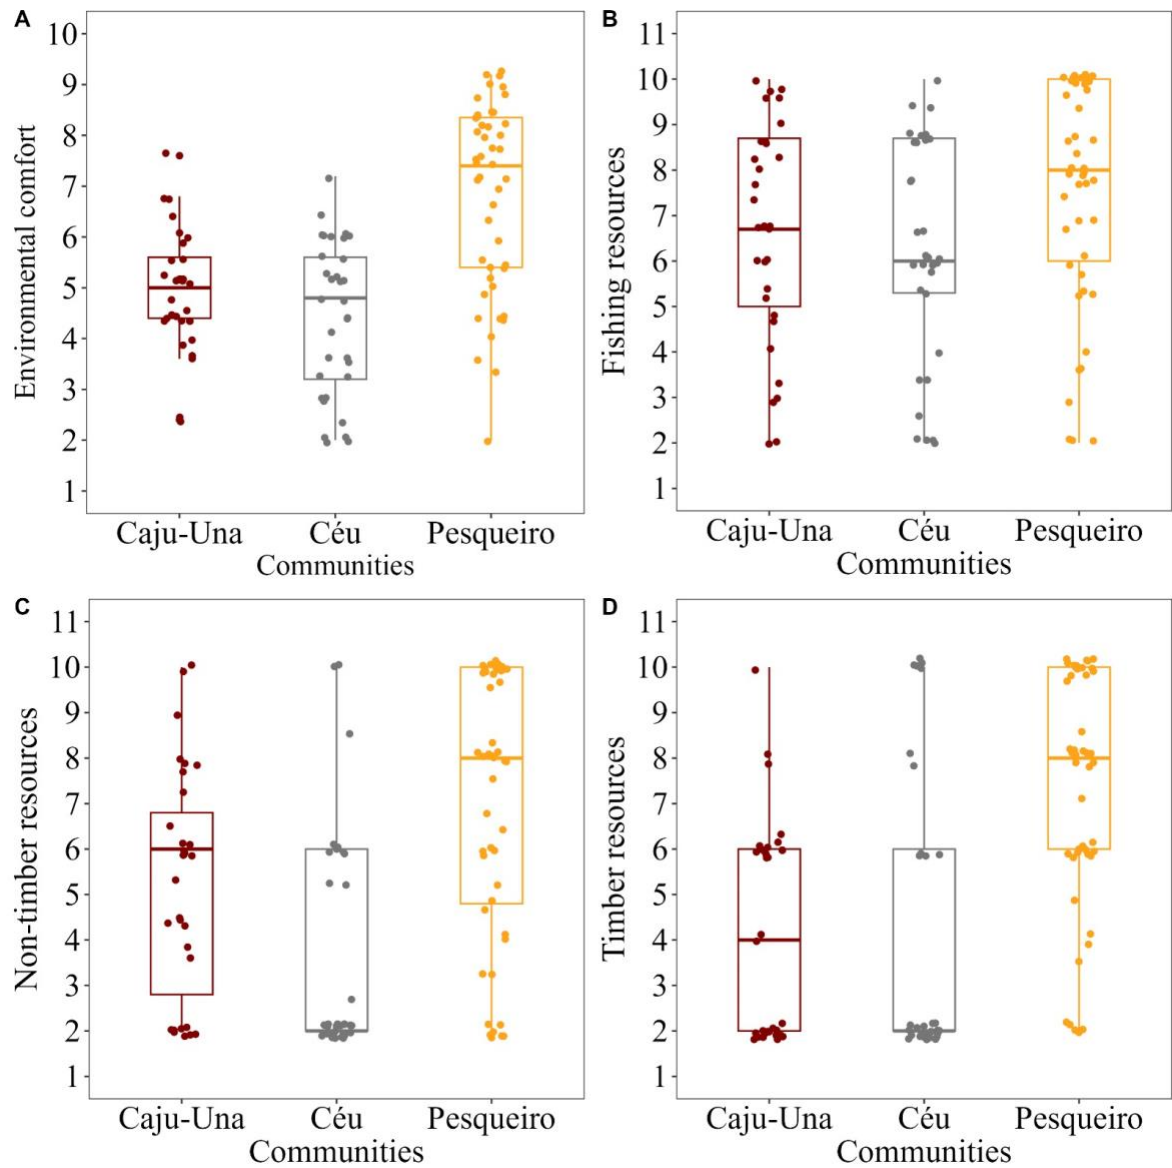 A
Environmental comfort
10
9
8
7
6
5
4
3
2
1
Caju-Una Céu Pesqueiro
Communities
B
Fishing resources
11
10
9
8
7
6
5
4
3
2
1
Caju-Una Céu Pesqueiro
Communities
C
Non-timber resources
11
10
9
8
7
6
5
4
3
2
1
Caju-Una Céu Pesqueiro
Communities
D
Timber resources
11
10
9
8
7
6
5
4
3
2
1
Caju-Una Céu Pesqueiro
Communities